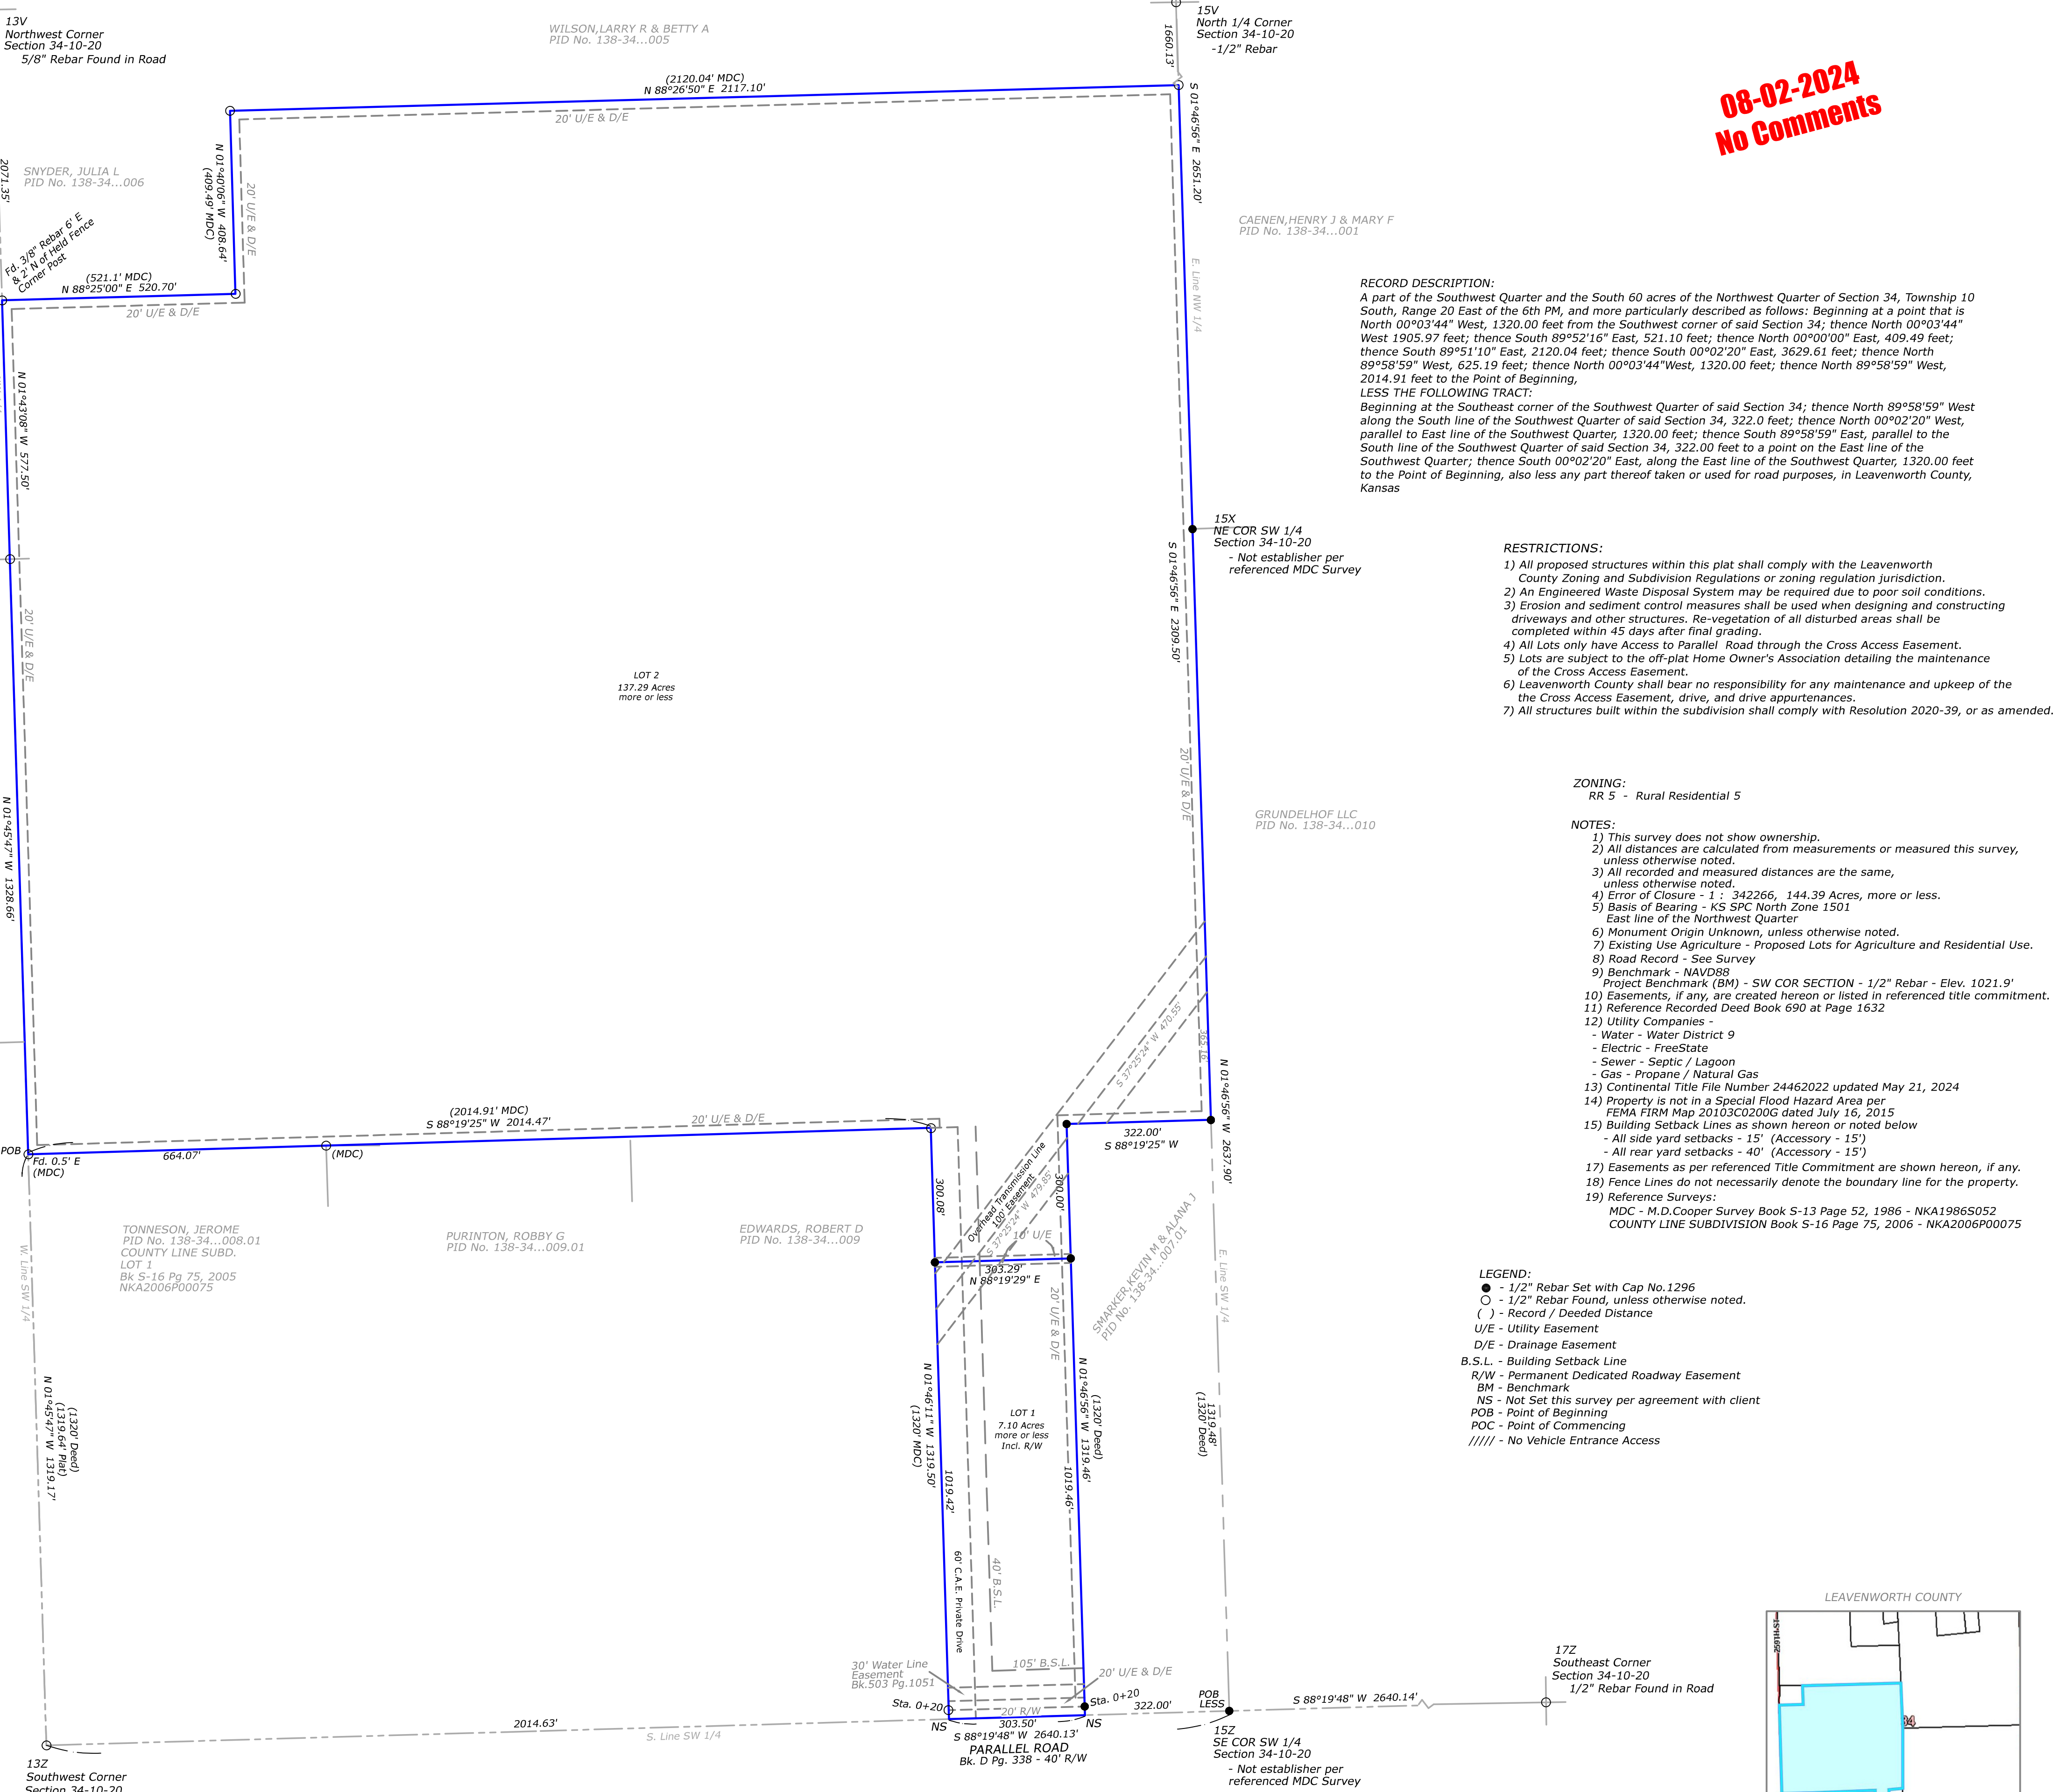 13V
Northwest Corner
Section 34-10-20
5/8" Rebar Found in Road
WILSON,LARRY R & BETTY A
PID No. 138-34...005
15V
North 1/4 Corner
Section 34-10-20
-1/2" Rebar
1660.13'
08-02-2024
No Comments
(2120.04' MDC)
N 88°26'50" E 2117.10'
20' U/E & D/E
2071.35'
SNYDER, JULIA L
PID No. 138-34...006
N 01°40'06" W 408.64'
(409.49' MDC)
20' U/E & D/E
S 01°46'56" E 2651.20'
CAENEN,HENRY J & MARY F
PID No. 138-34...001
E. Line NW 1/4
Fd. 3/8" Rebar 6' E
& 2' N of Held Fence
Corner Post
(521.1' MDC)
N 88°25'00" E 520.70'
20' U/E & D/E
N 01°43'08" W 577.50'
RECORD DESCRIPTION:
A part of the Southwest Quarter and the South 60 acres of the Northwest Quarter of Section 34, Township 10
South, Range 20 East of the 6th PM, and more particularly described as follows: Beginning at a point that is
North 00°03'44" West, 1320.00 feet from the Southwest corner of said Section 34; thence North 00°03'44"
West 1905.97 feet; thence South 89°52'16" East, 521.10 feet; thence North 00°00'00" East, 409.49 feet;
thence South 89°51'10" East, 2120.04 feet; thence South 00°02'20" East, 3629.61 feet; thence North
89°58'59" West, 625.19 feet; thence North 00°03'44"West, 1320.00 feet; thence North 89°58'59" West,
2014.91 feet to the Point of Beginning,
LESS THE FOLLOWING TRACT:
Beginning at the Southeast corner of the Southwest Quarter of said Section 34; thence North 89°58'59" West
along the South line of the Southwest Quarter of said Section 34, 322.0 feet; thence North 00°02'20" West,
parallel to East line of the Southwest Quarter, 1320.00 feet; thence South 89°58'59" East, parallel to the
South line of the Southwest Quarter of said Section 34, 322.00 feet to a point on the East line of the
Southwest Quarter; thence South 00°02'20" East, along the East line of the Southwest Quarter, 1320.00 feet
to the Point of Beginning, also less any part thereof taken or used for road purposes, in Leavenworth County,
Kansas
15X
NE COR SW 1/4
Section 34-10-20
- Not establisher per
referenced MDC Survey
S 01°46'56" E 2309.50'
RESTRICTIONS:
1) All proposed structures within this plat shall comply with the Leavenworth
County Zoning and Subdivision Regulations or zoning regulation jurisdiction.
2) An Engineered Waste Disposal System may be required due to poor soil conditions.
3) Erosion and sediment control measures shall be used when designing and constructing
driveways and other structures. Re-vegetation of all disturbed areas shall be
completed within 45 days after final grading.
4) All Lots only have Access to Parallel Road through the Cross Access Easement.
5) Lots are subject to the off-plat Home Owner's Association detailing the maintenance
of the Cross Access Easement.
6) Leavenworth County shall bear no responsibility for any maintenance and upkeep of the
the Cross Access Easement, drive, and drive appurtenances.
7) All structures built within the subdivision shall comply with Resolution 2020-39, or as amended.
20' U/E & D/E
LOT 2
137.29 Acres
more or less
20' U/E & D/E
N 01°45'47" W 1328.66'
GRUNDELHOF LLC
PID No. 138-34...010
ZONING:
RR 5 - Rural Residential 5
NOTES:
1) This survey does not show ownership.
2) All distances are calculated from measurements or measured this survey,
unless otherwise noted.
3) All recorded and measured distances are the same,
unless otherwise noted.
4) Error of Closure - 1 : 342266, 144.39 Acres, more or less.
5) Basis of Bearing - KS SPC North Zone 1501
East line of the Northwest Quarter
6) Monument Origin Unknown, unless otherwise noted.
7) Existing Use Agriculture - Proposed Lots for Agriculture and Residential Use.
8) Road Record - See Survey
9) Benchmark - NAVD88
Project Benchmark (BM) - SW COR SECTION - 1/2" Rebar - Elev. 1021.9'
10) Easements, if any, are created hereon or listed in referenced title commitment.
11) Reference Recorded Deed Book 690 at Page 1632
12) Utility Companies -
- Water - Water District 9
- Electric - FreeState
- Sewer - Septic / Lagoon
- Gas - Propane / Natural Gas
13) Continental Title File Number 24462022 updated May 21, 2024
14) Property is not in a Special Flood Hazard Area per
FEMA FIRM Map 20103C0200G dated July 16, 2015
15) Building Setback Lines as shown hereon or noted below
- All side yard setbacks - 15' (Accessory - 15')
- All rear yard setbacks - 40' (Accessory - 15')
17) Easements as per referenced Title Commitment are shown hereon, if any.
18) Fence Lines do not necessarily denote the boundary line for the property.
19) Reference Surveys:
MDC - M.D.Cooper Survey Book S-13 Page 52, 1986 - NKA1986S052
COUNTY LINE SUBDIVISION Book S-16 Page 75, 2006 - NKA2006P00075
S 37°25'24" W 470.55'
365.16'
N 01°46'56" W 2637.90'
(2014.91' MDC)
S 88°19'25" W 2014.47'
20' U/E & D/E
322.00'
S 88°19'25" W
POB
Fd. 0.5' E
(MDC)
664.07'
(MDC)
300.08'
Overhead Transmission Line
100' Easement
S 37°25'24" W 479.85'
300.00'
10' U/E
303.29'
N 88°19'29" E
TONNESON, JEROME
PID No. 138-34...008.01
COUNTY LINE SUBD.
LOT 1
Bk S-16 Pg 75, 2005
NKA2006P00075
PURINTON, ROBBY G
PID No. 138-34...009.01
EDWARDS, ROBERT D
PID No. 138-34...009
SMARKER,KEVIN M & ALANA J
PID No. 138-34...007.01
W. Line SW 1/4
E. Line SW 1/4
20' U/E & D/E
LEGEND:
- 1/2" Rebar Set with Cap No.1296
- 1/2" Rebar Found, unless otherwise noted.
( ) - Record / Deeded Distance
U/E - Utility Easement
D/E - Drainage Easement
B.S.L. - Building Setback Line
R/W - Permanent Dedicated Roadway Easement
BM - Benchmark
NS - Not Set this survey per agreement with client
POB - Point of Beginning
POC - Point of Commencing
///// - No Vehicle Entrance Access
N 01°45'47" W 1319.17'
(1319.64' Plat)
(1320' Deed)
N 01°46'11" W 1319.50'
(1320' MDC)
1019.42'
LOT 1
7.10 Acres
more or less
Incl. R/W
N 01°46'56" W 1319.46'
(1320' Deed)
1019.46'
1319.48'
(1320' Deed)
60' C.A.E. Private Drive
40' B.S.L.
105' B.S.L.
30' Water Line
Easement
Bk.503 Pg.1051
20' U/E & D/E
Sta. 0+20
20' R/W
Sta. 0+20
NS
303.50'
NS
322.00'
POB
LESS
S 88°19'48" W 2640.13'
PARALLEL ROAD
Bk. D Pg. 338 - 40' R/W
2014.63'
S. Line SW 1/4
13Z
Southwest Corner
Section 34-10-20
15Z
SE COR SW 1/4
Section 34-10-20
- Not establisher per
referenced MDC Survey
S 88°19'48" W 2640.14'
17Z
Southeast Corner
Section 34-10-20
1/2" Rebar Found in Road
LEAVENWORTH COUNTY
259TH ST
34